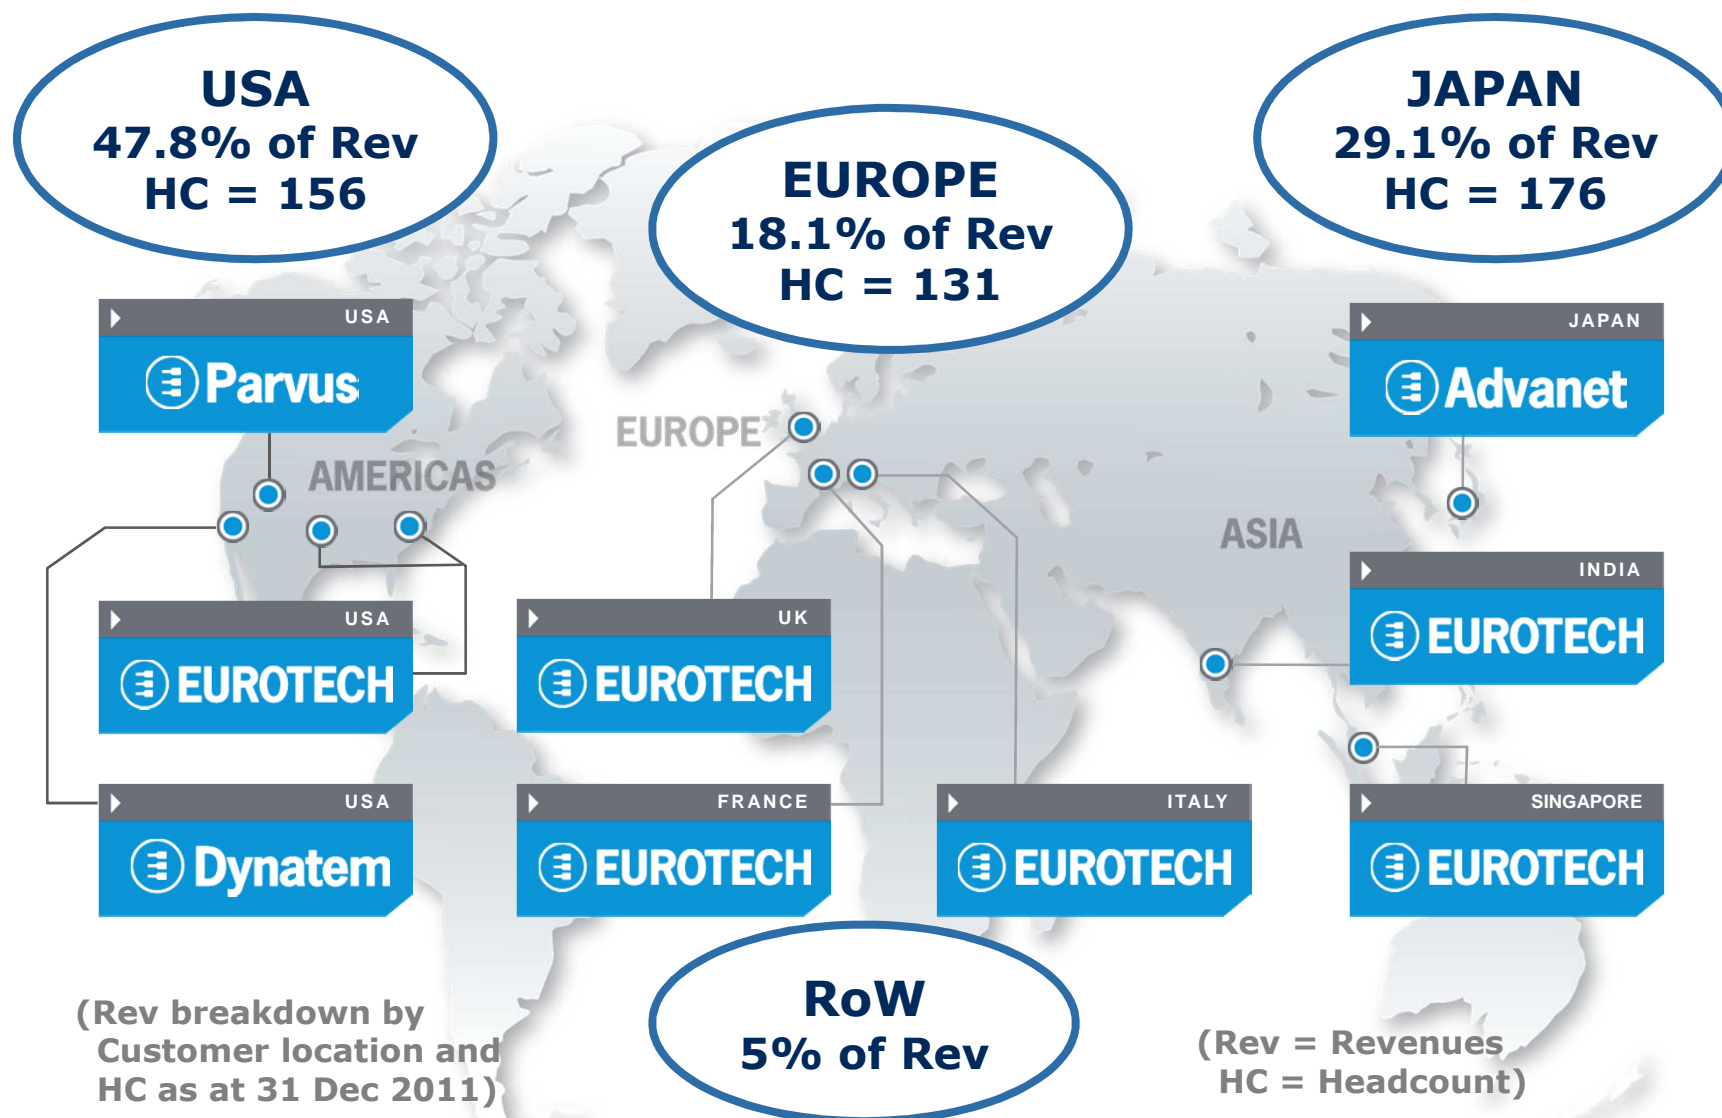 USA
47.8% of Rev
HC = 156
EUROPE
18.1% of Rev
HC = 131
JAPAN
29.1% of Rev
HC = 176
USA
Parvus
JAPAN
Advanet
EUROPE
AMERICAS
ASIA
USA
EUROTECH
UK
EUROTECH
INDIA
EUROTECH
USA
Dynatem
FRANCE
EUROTECH
ITALY
EUROTECH
SINGAPORE
EUROTECH
RoW
5% of Rev
(Rev breakdown by
Customer location and
HC as at 31 Dec 2011)
(Rev = Revenues
HC = Headcount)